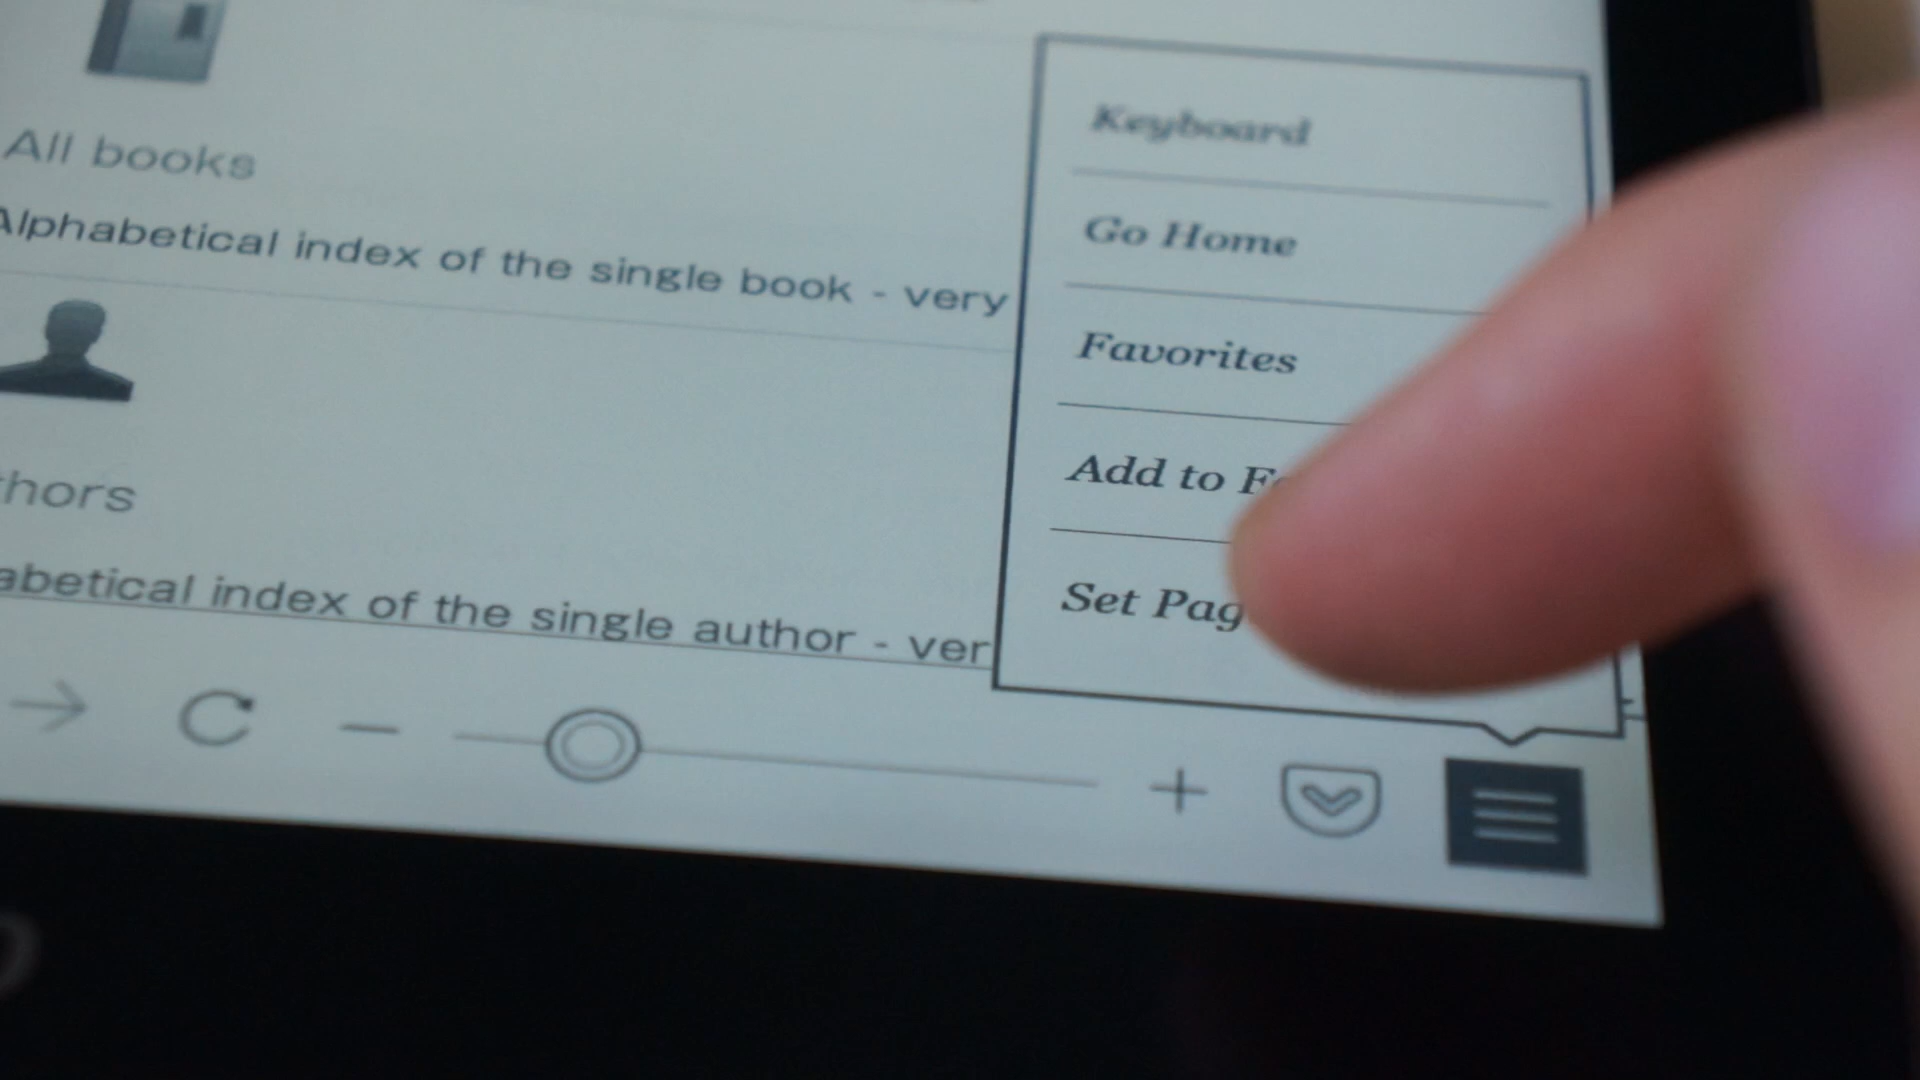 All books
Alphabetical index of the single book - very
hors
abetical index of the single author - ver
Keyboard
Go Home
Favorites
Add to F
Set Pag